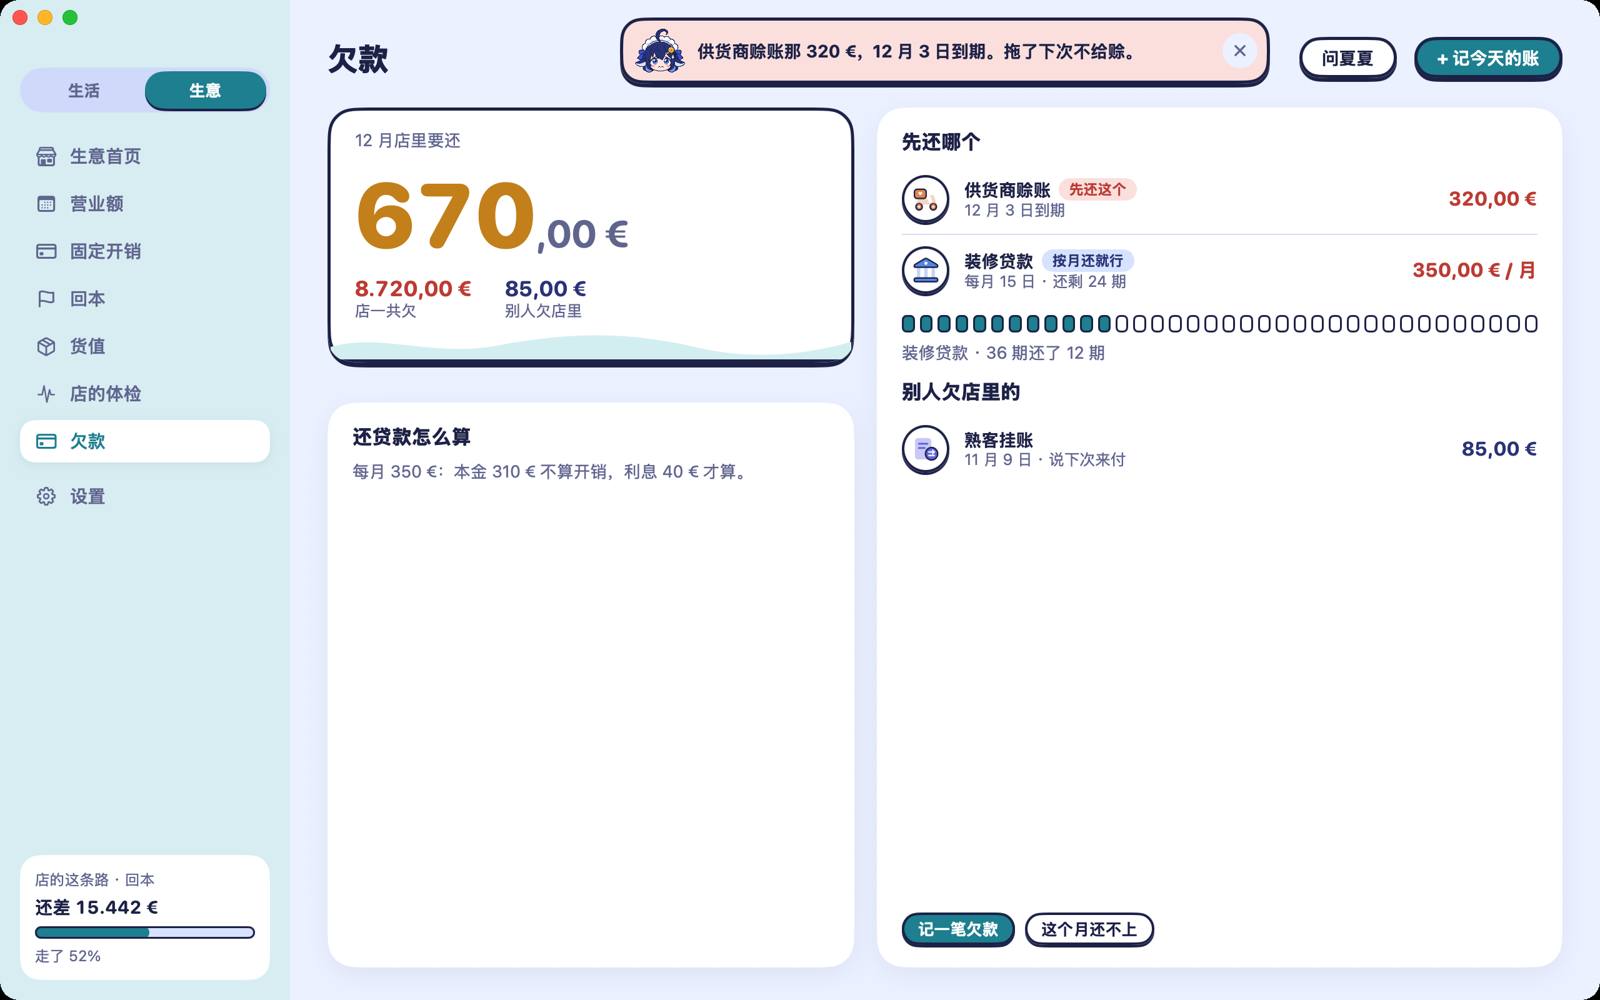 生活
生意
生意首页
营业额
固定开销
回本
货值
店的体检
欠款
设置
店的这条路 · 回本
还差 15.442 €
走了 52%
欠款
供货商赊账那 320 €，12 月 3 日到期。拖了下次不给赊。
问夏夏
+ 记今天的账
12 月店里要还
670,00 €
8.720,00 €
店一共欠
85,00 €
别人欠店里
还贷款怎么算
每月 350 €：本金 310 € 不算开销，利息 40 € 才算。
先还哪个
供货商赊账 先还这个
12 月 3 日到期
320,00 €
装修贷款 按月还就行
每月 15 日 · 还剩 24 期
350,00 € / 月
装修贷款 · 36 期还了 12 期
别人欠店里的
熟客挂账
11 月 9 日 · 说下次来付
85,00 €
记一笔欠款
这个月还不上